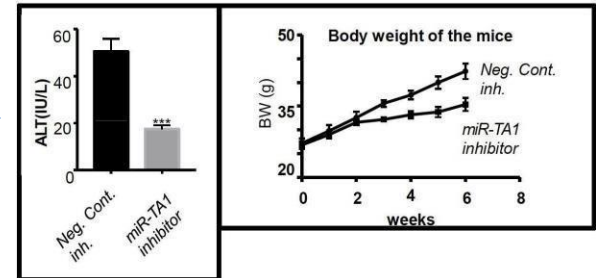 60
40
20
0
ALT(IU/L)
***
Neg. Cont.
inh.
miR-TA1
inhibitor
Body weight of the mice
50
35
20
BW (g)
Neg. Cont.
inh.
miR-TA1
inhibitor
0 2 4 6 8
weeks